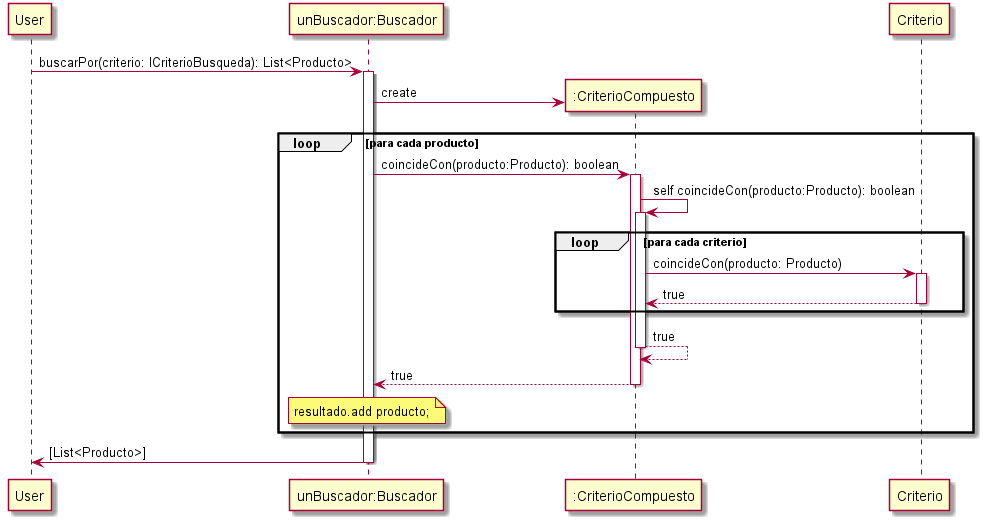 User
unBuscador:Buscador
Criterio
buscarPor(criterio: ICriterioBusqueda): List<Producto>
create
:CriterioCompuesto
loop
[para cada producto]
coincideCon(producto:Producto): boolean
self coincideCon(producto:Producto): boolean
loop
[para cada criterio]
coincideCon(producto: Producto)
true
true
true
resultado.add producto;
[List<Producto>]
User
unBuscador:Buscador
:CriterioCompuesto
Criterio